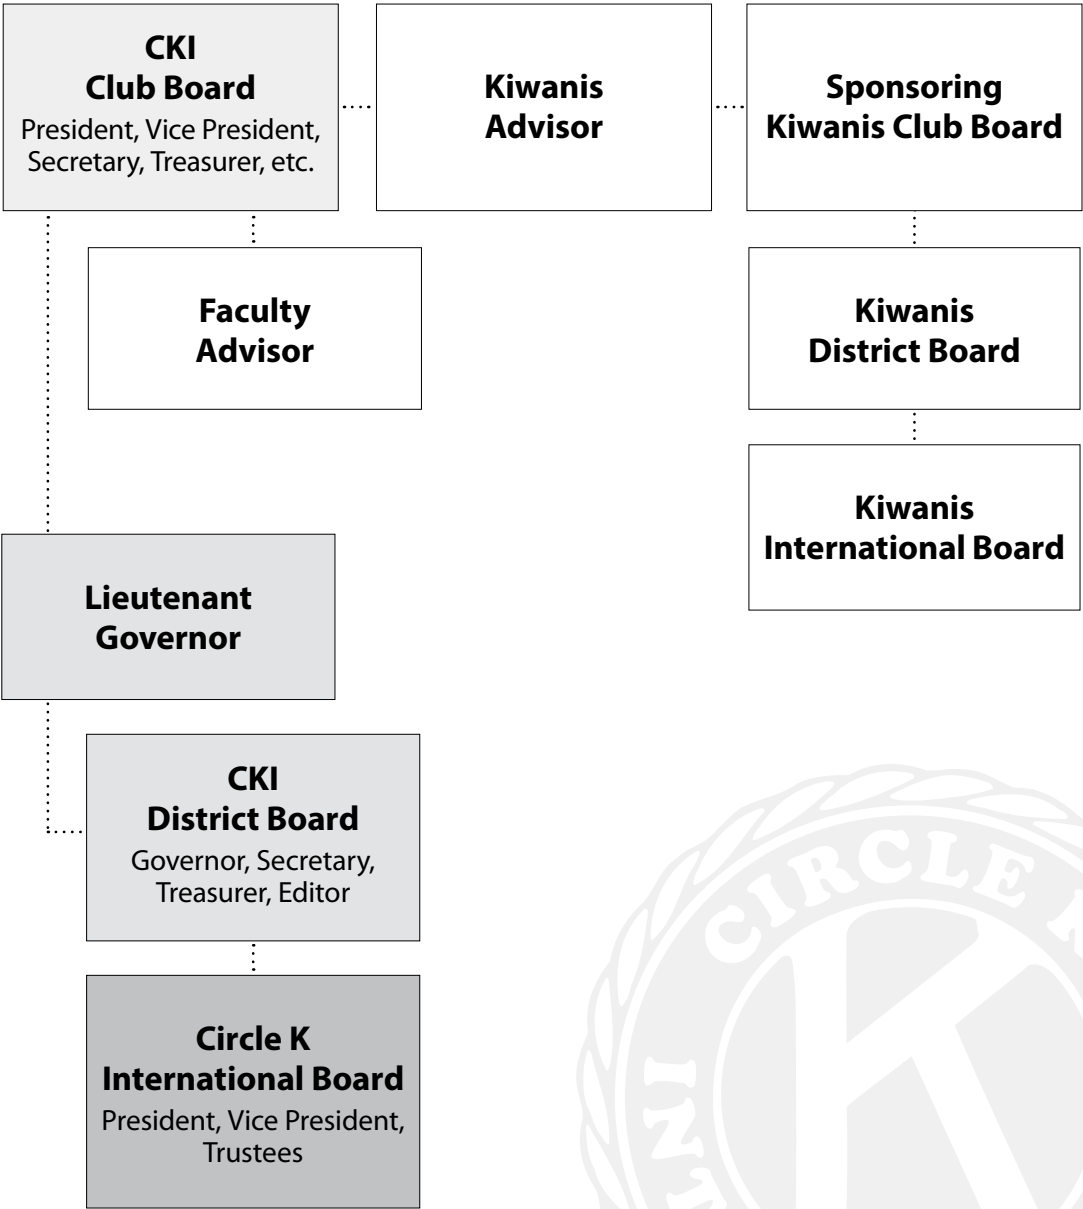 CKI
Club Board
President, Vice President,
Secretary, Treasurer, etc.
Kiwanis
Advisor
Sponsoring
Kiwanis Club Board
Faculty
Advisor
Kiwanis
District Board
Kiwanis
International Board
Lieutenant
Governor
CKI
District Board
Governor, Secretary,
Treasurer, Editor
Circle K
International Board
President, Vice President,
Trustees
CIRCLE
K